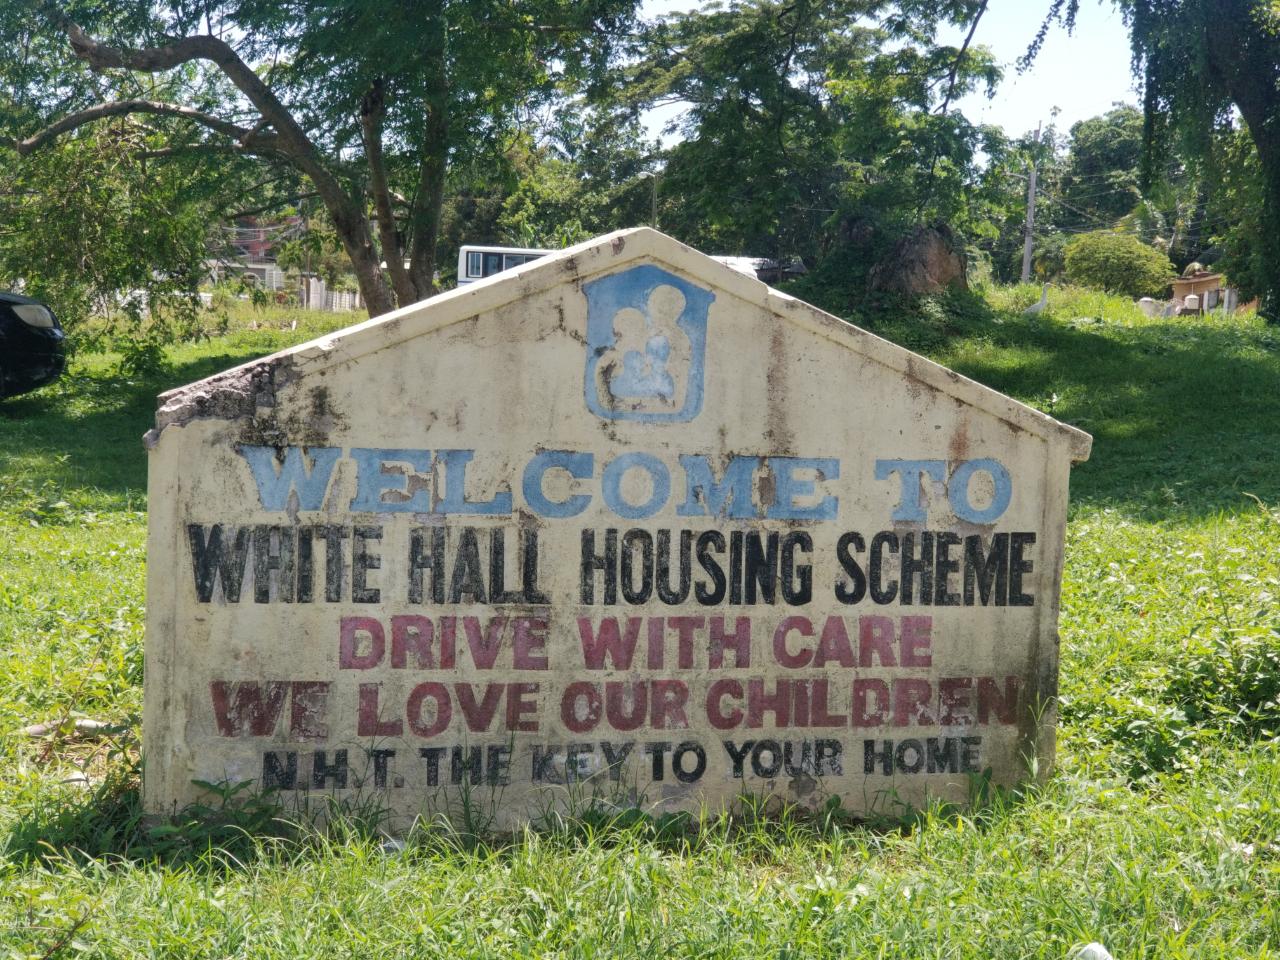 WELCOME TO
WHITE HALL HOUSING SCHEME
DRIVE WITH CARE
WE LOVE OUR CHILDREN
N.H.T. THE KEY TO YOUR HOME